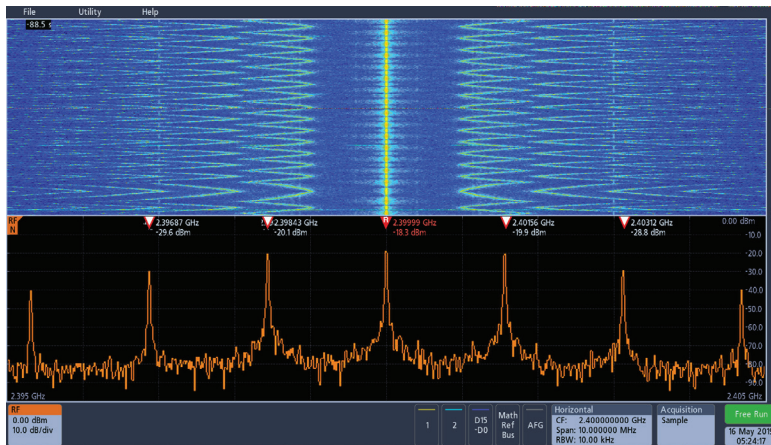 File Utility Help
-88.5 s
RF
N
2.39687 GHz
-29.6 dBm
2.39843 GHz
-20.1 dBm
R
2.39999 GHz
-18.3 dBm
2.40156 GHz
-19.9 dBm
2.40312 GHz
-28.8 dBm
0.00 dBm
-10.0
-20.0
-30.0
-40.0
-50.0
-60.0
-70.0
-80.0
-90.0
2.395 GHz
2.405 GHz
RF
0.00 dBm
10.0 dB/div
1
2
D15
-D0
Math
Ref
Bus
AFG
Horizontal
CF: 2.400000000 GHz
Span: 10.000000 MHz
RBW: 10.00 kHz
Acquisition
Sample
Free Run
16 May 201
05:24:17